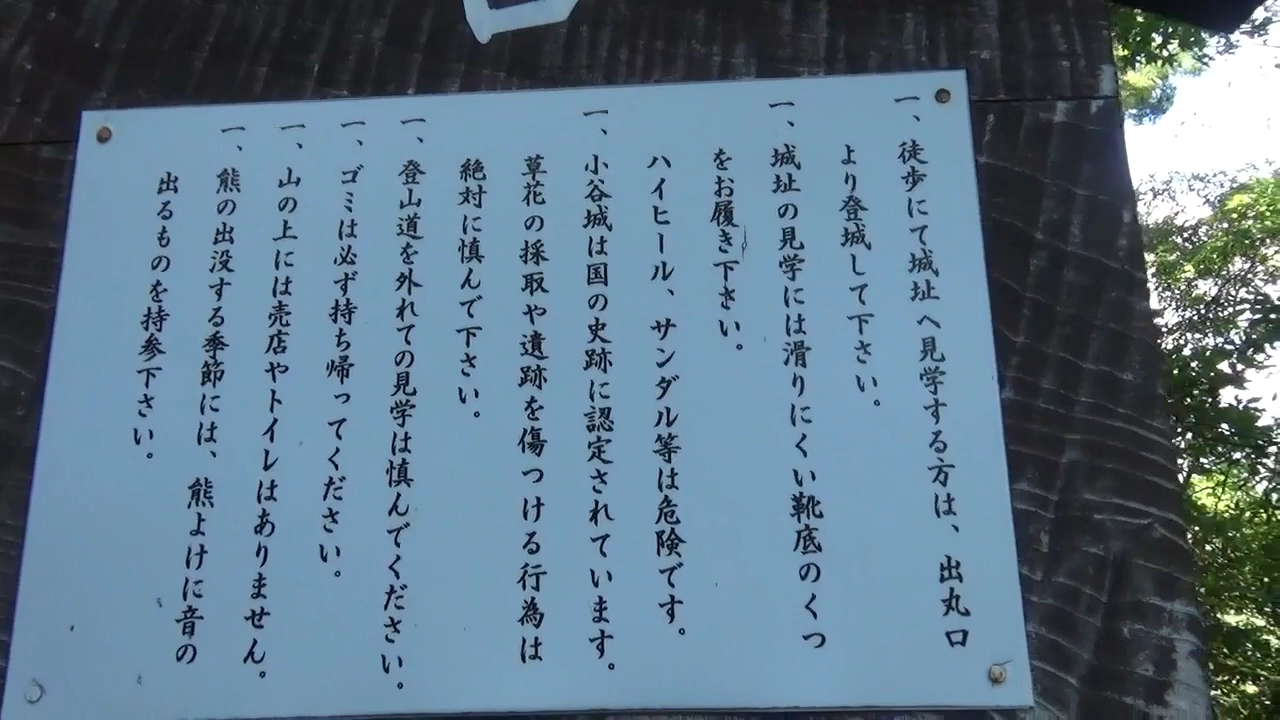 一、徒歩にて城址へ見学する方は、出丸口
より登城して下さい。
一、城址の見学には滑りにくい靴底のくつ
をお履き下さい。
ハイヒール、サンダル等は危険です。
一、小谷城は国の史跡に認定されています。
草花の採取や遺跡を傷つける行為は
絶対に慎んで下さい。
一、登山道を外れての見学は慎んでください。
一、ゴミは必ず持ち帰ってください。
一、山の上には売店やトイレはありません。
一、熊の出没する季節には、熊よけに音の
出るものを持参下さい。